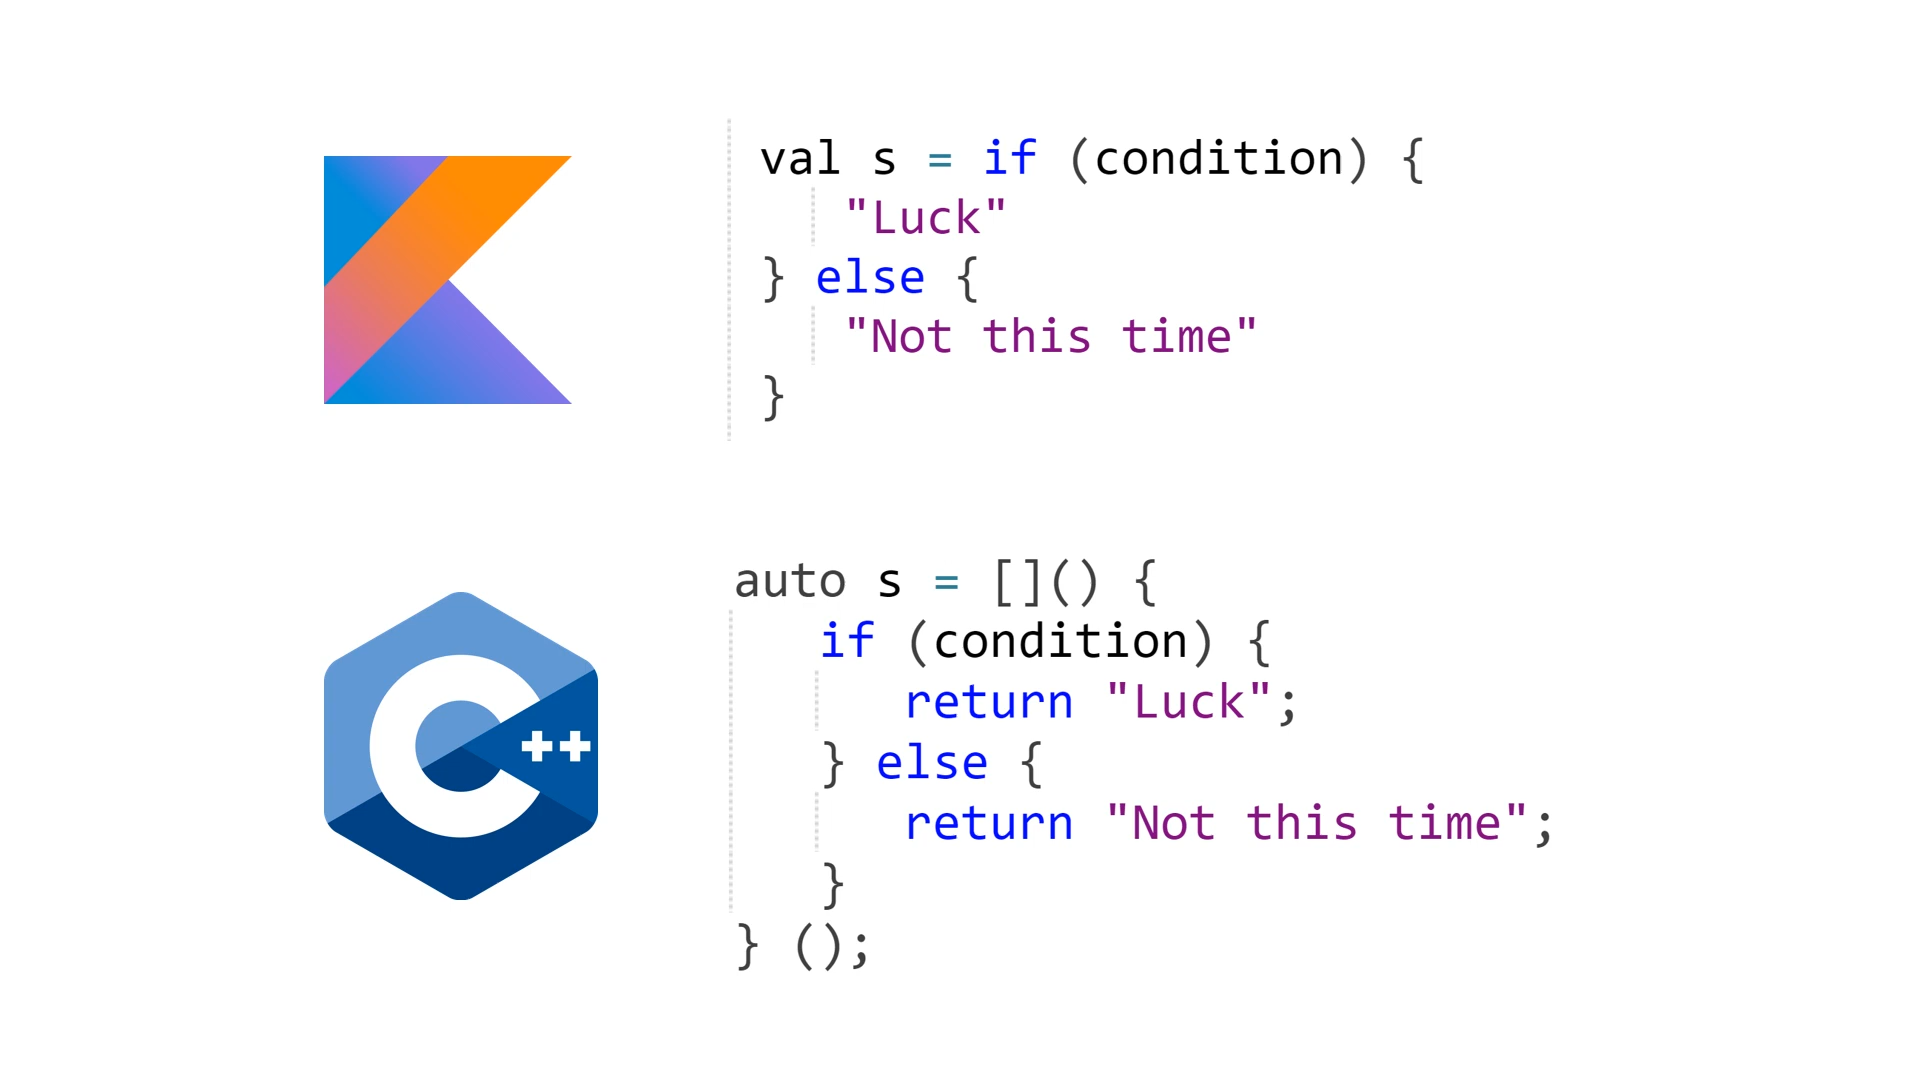 val s = if (condition) {
"Luck"
} else {
"Not this time"
}
auto s = []() {
if (condition) {
return "Luck";
} else {
return "Not this time";
}
} ();
C++